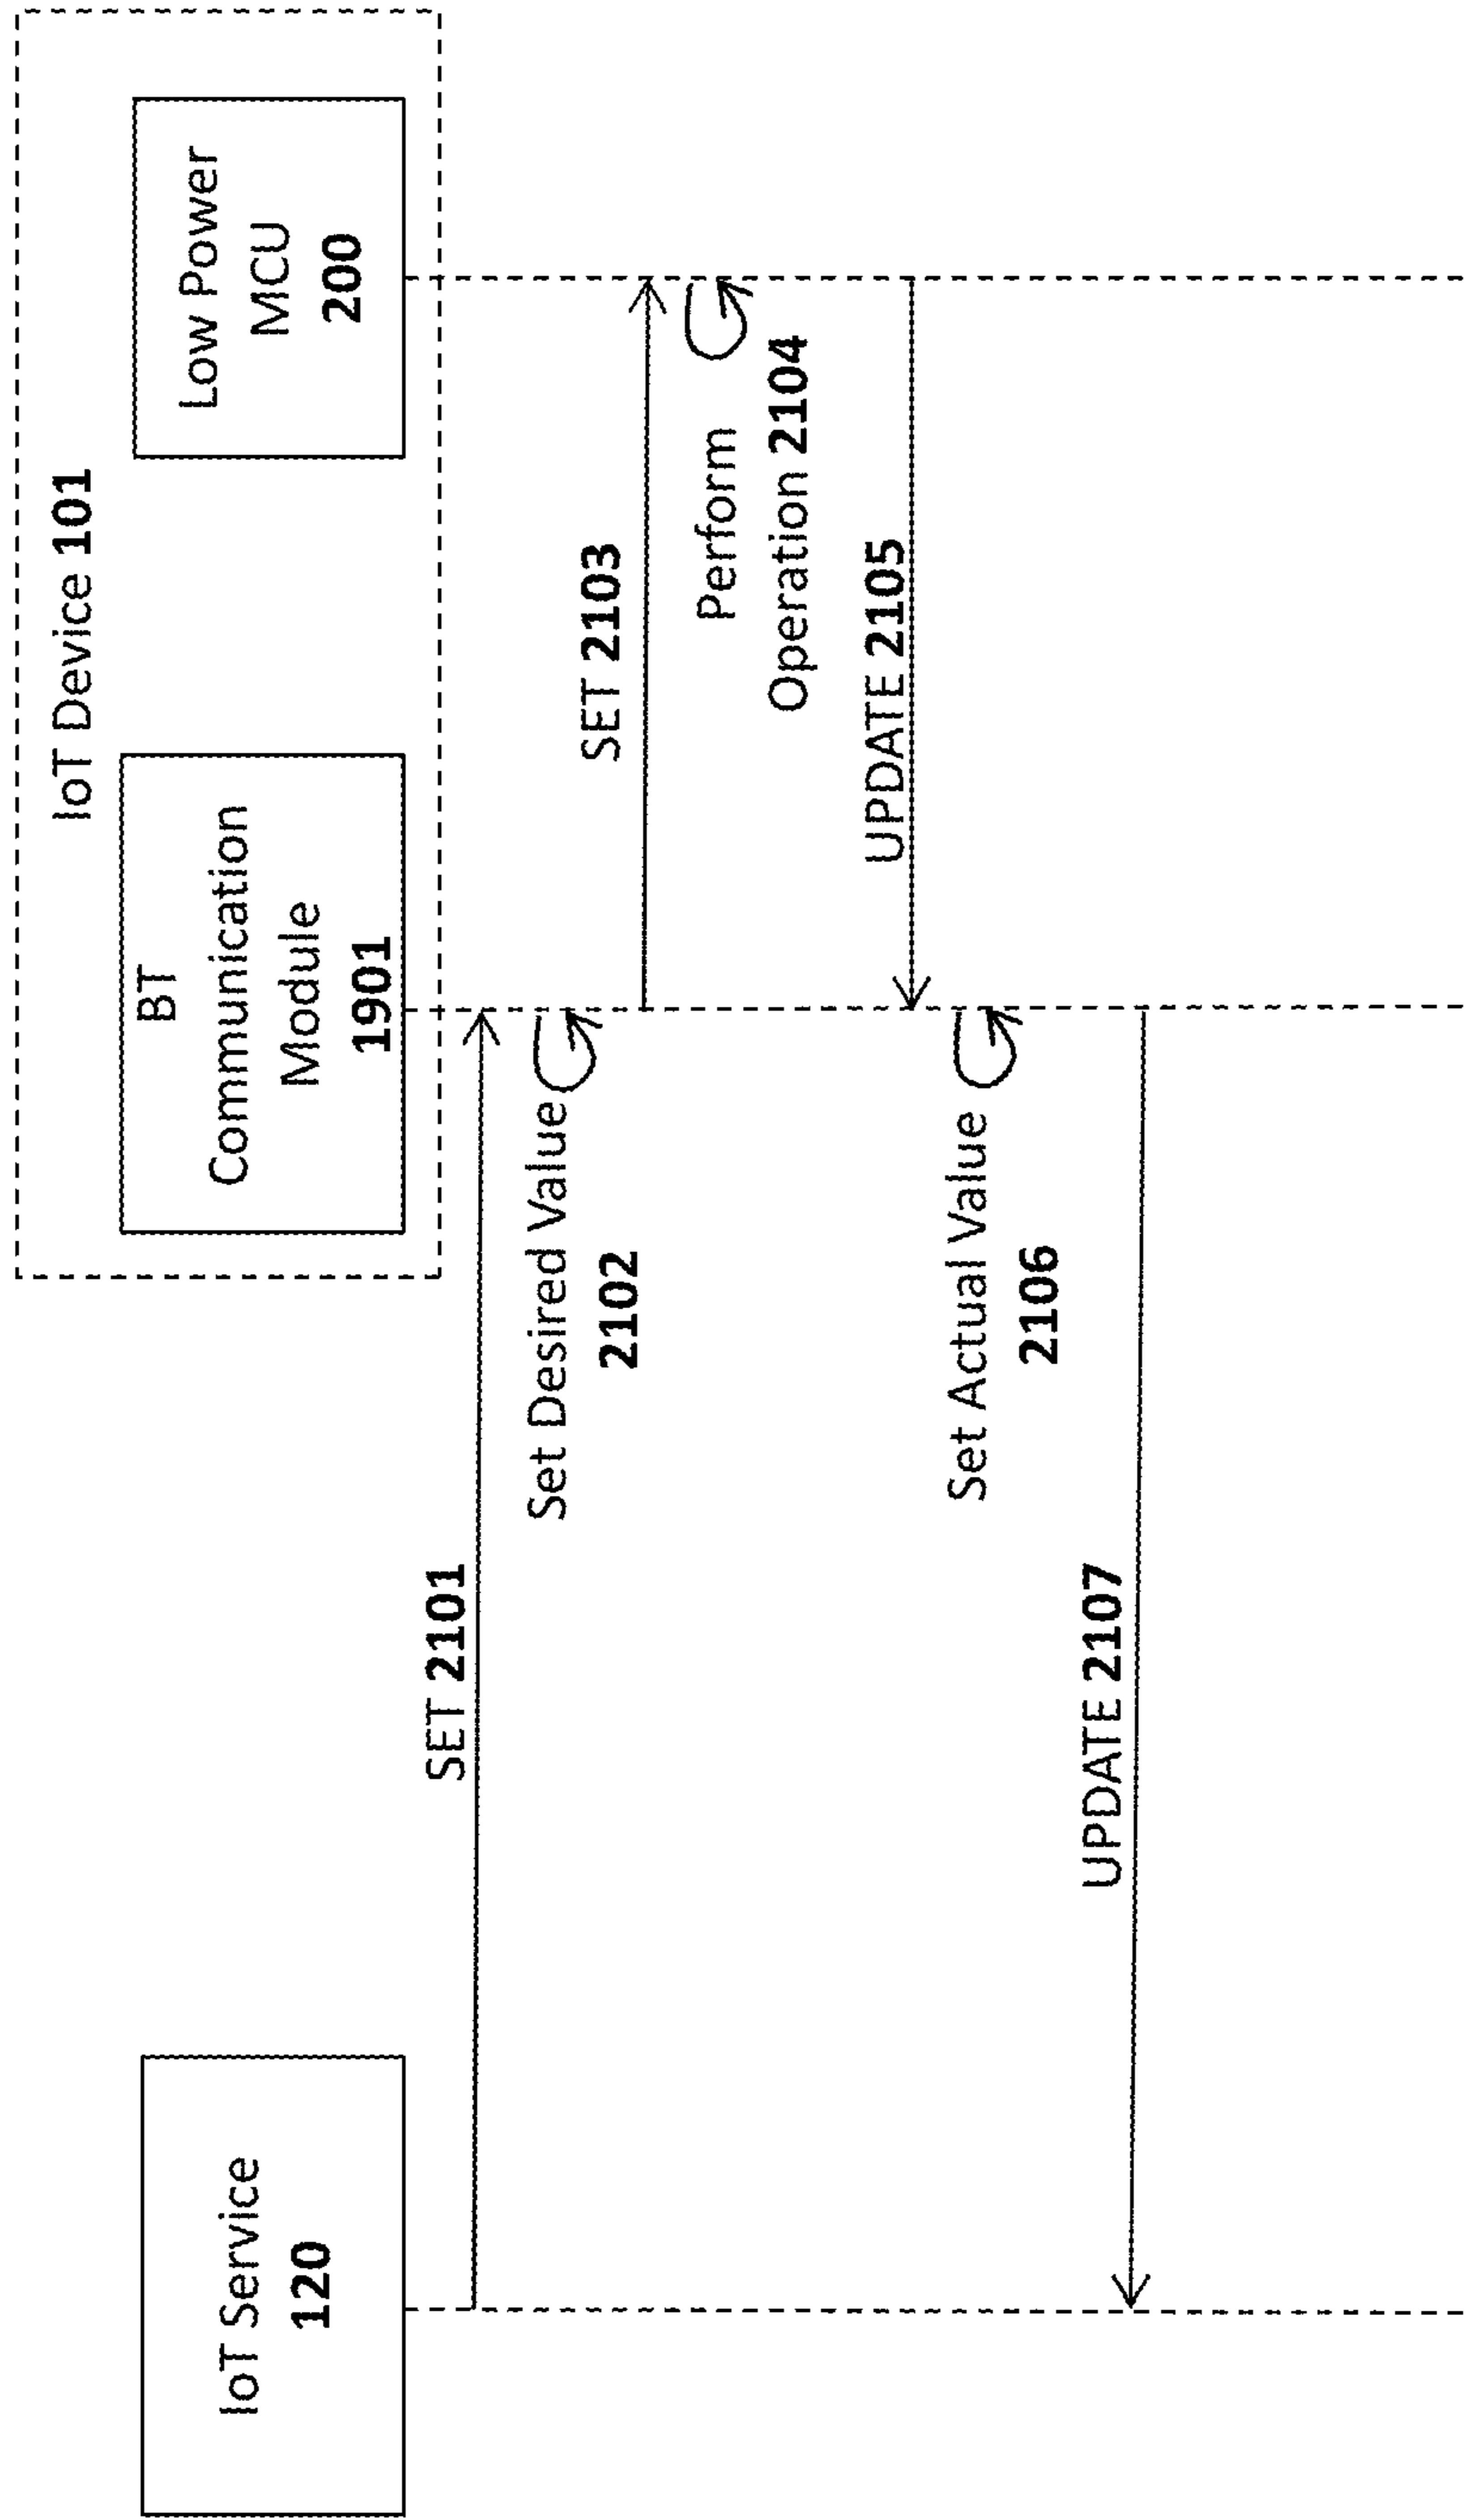 IoT Device 101
IoT Service
120
BT
Communication
Module
1901
Low Power
MCU
200
SET 2101
Set Desired Value
2102
SET 2103
Perform
Operation 2104
UPDATE 2105
Set Actual Value
2106
UPDATE 2107